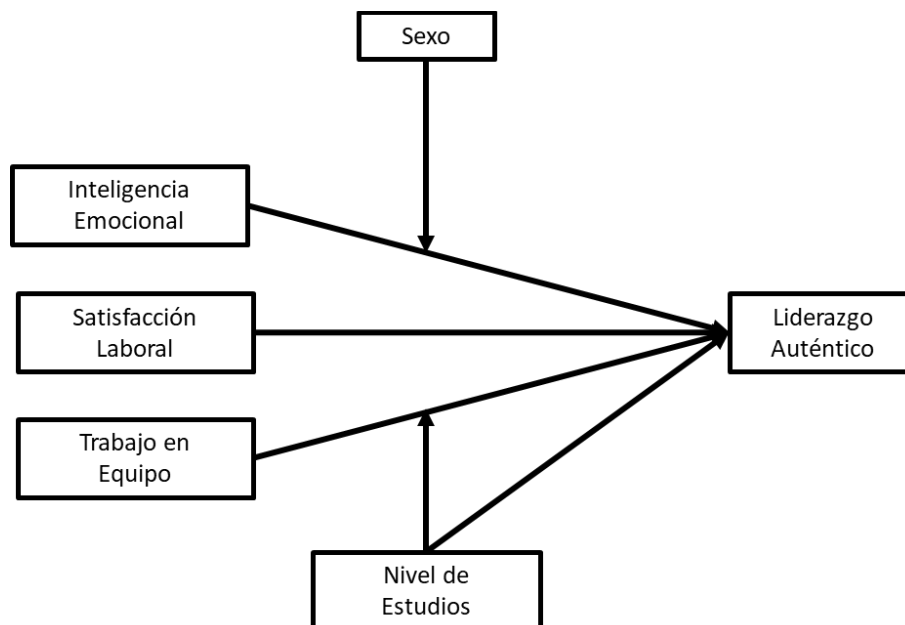 Sexo
Inteligencia
Emocional
Satisfacción
Laboral
Liderazgo
Auténtico
Trabajo en
Equipo
Nivel de
Estudios